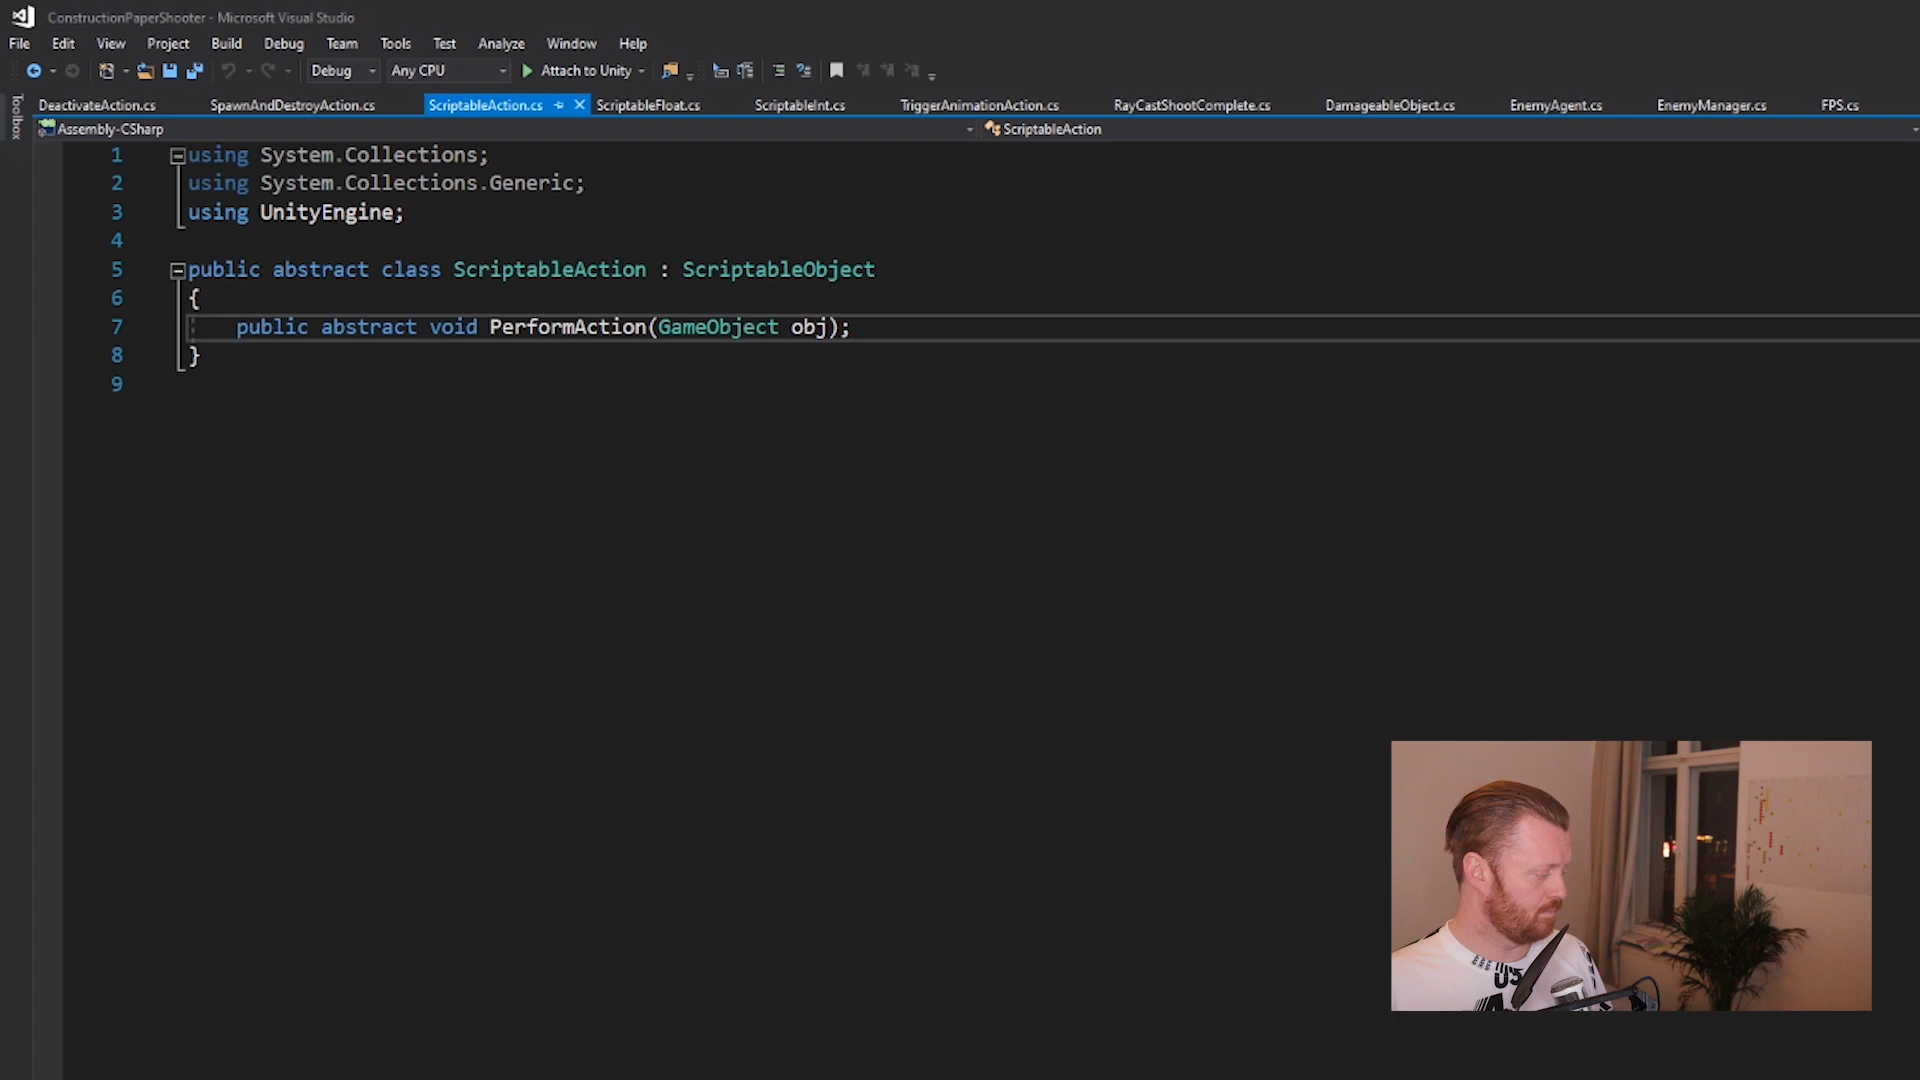 ConstructionPaperShooter - Microsoft Visual Studio
File Edit View Project Build Debug Team Tools Test Analyze Window Help
Debug Any CPU Attach to Unity
Toolbox
DeactivateAction.cs SpawnAndDestroyAction.cs ScriptableAction.cs ScriptableFloat.cs ScriptableInt.cs TriggerAnimationAction.cs RayCastShootComplete.cs DamageableObject.cs EnemyAgent.cs EnemyManager.cs FPS.cs
Assembly-CSharp ScriptableAction
1 using System.Collections;
2 using System.Collections.Generic;
3 using UnityEngine;
4
5 public abstract class ScriptableAction : ScriptableObject
6 {
7 public abstract void PerformAction(GameObject obj);
8 }
9